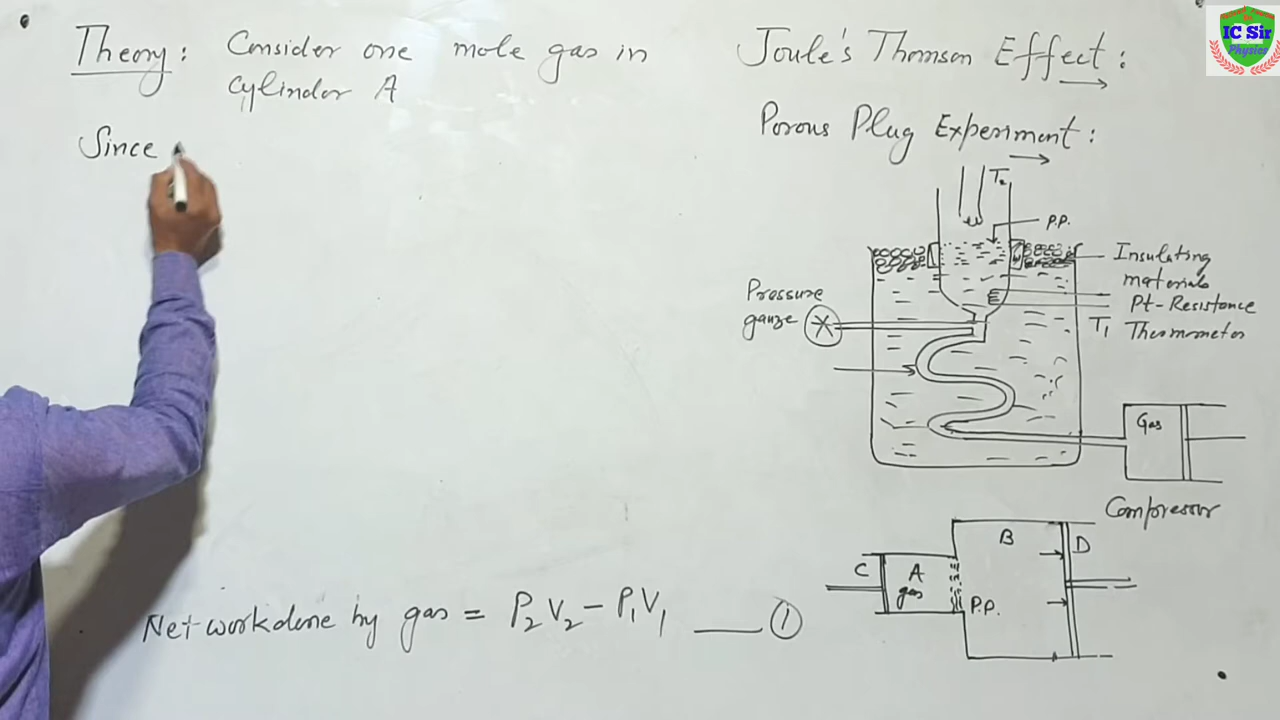 Theory: Consider one mole gas in
cylinder A
Since
Net workdone by gas = P₂V₂ – P₁V₁ ——— ①
Joule's Thomson Effect:
Porous Plug Experiment:
T₂
P.P.
Insulating
materials
Pt-Resistance
T₁ Thermometer
Pressure
gauze
Gas
Compressor
C
A
gas
P.P.
B
D
IC Sir
Physics